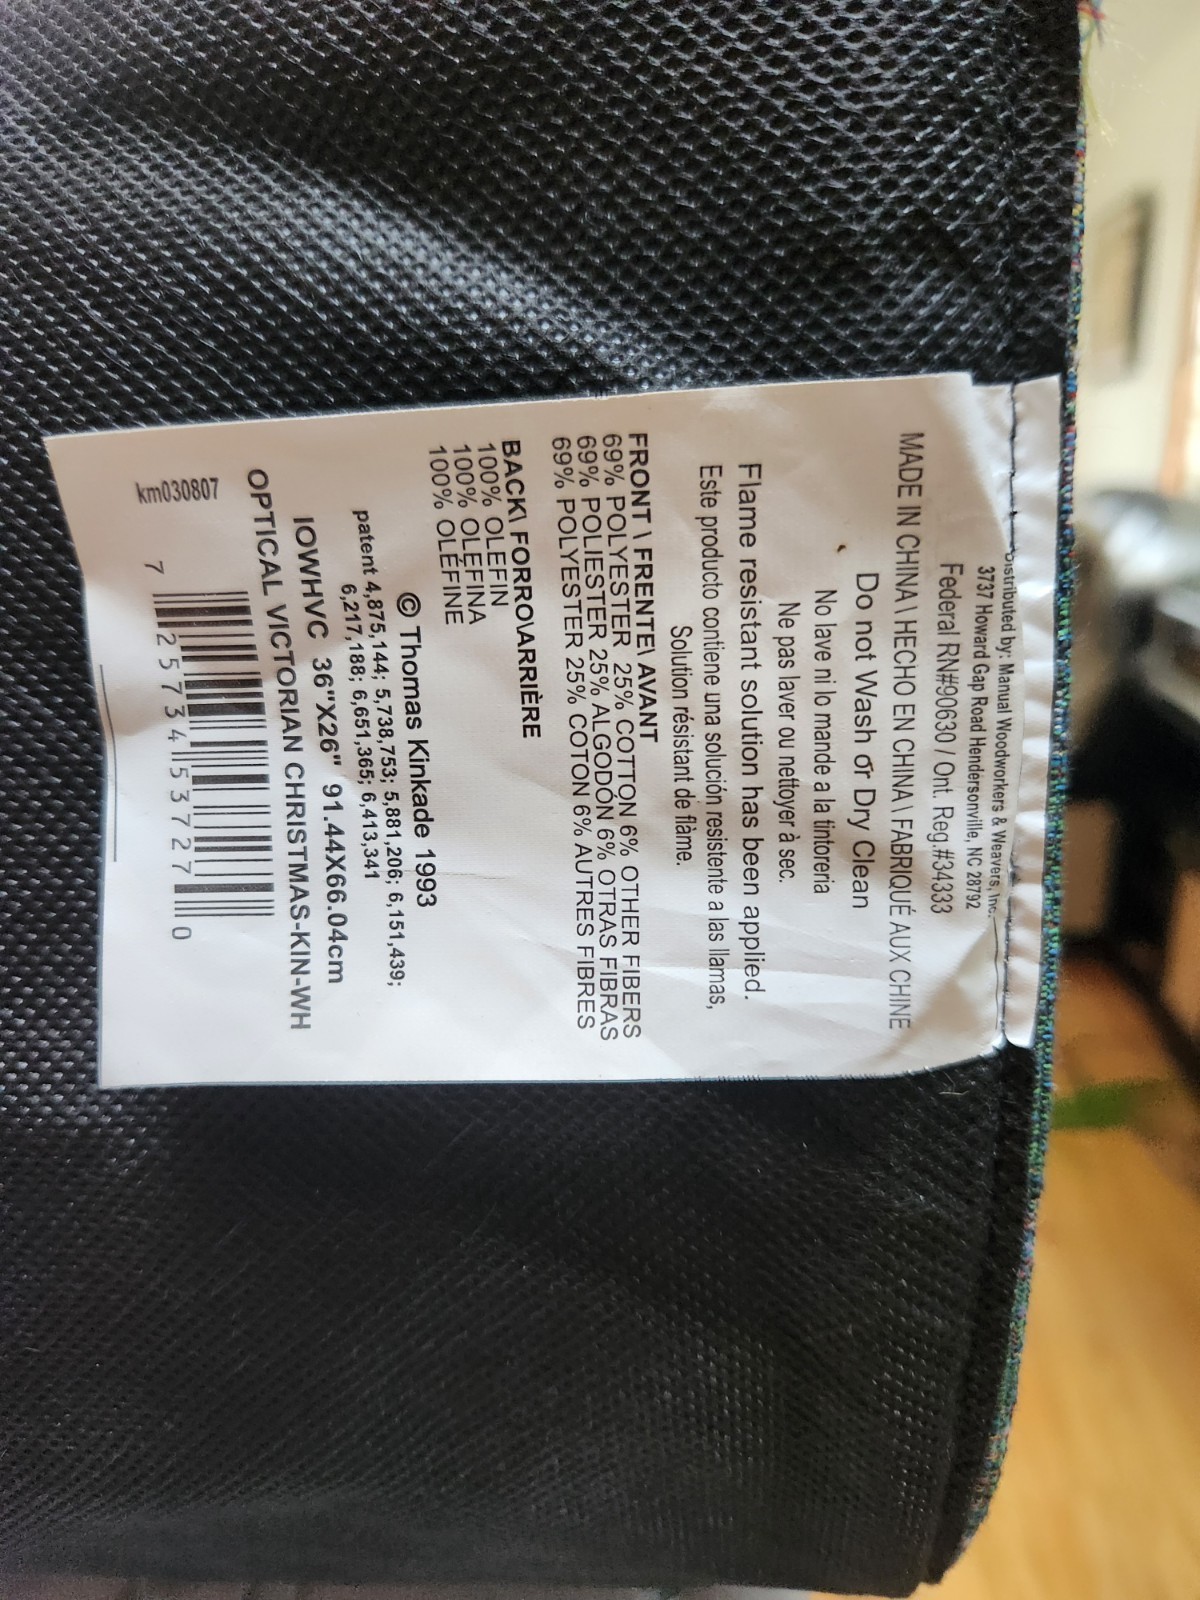 Distributed by: Manual Woodworkers & Weavers, Inc.
3737 Howard Gap Road Hendersonville, NC 28792
Federal RN#90630 / Ont. Reg.#34333
MADE IN CHINA \ HECHO EN CHINA \ FABRIQUÉ AUX CHINE
Do not Wash or Dry Clean
No lave ni lo mande a la tintoreria
Ne pas laver ou nettoyer à sec.
Flame resistant solution has been applied.
Este producto contiene una solución resistente a las llamas,
Solution résistant de flàme.
FRONT \ FRENTE\ AVANT
69% POLYESTER 25% COTTON 6% OTHER FIBERS
69% POLIESTER 25% ALGODÓN 6% OTRAS FIBRAS
69% POLYESTER 25% COTON 6% AUTRES FIBRES
BACK\ FORRO\ARRIÈRE
100% OLEFIN
100% OLEFINA
100% OLÉFINE
© Thomas Kinkade 1993
patent 4,875,144; 5,738,753; 5,881,206; 6,151,439;
6,217,188; 6,651,365; 6,413,341
IOWHVC 36"X26" 91.44X66.04cm
OPTICAL VICTORIAN CHRISTMAS-KIN-WH
km030807
7 25734 53727 0